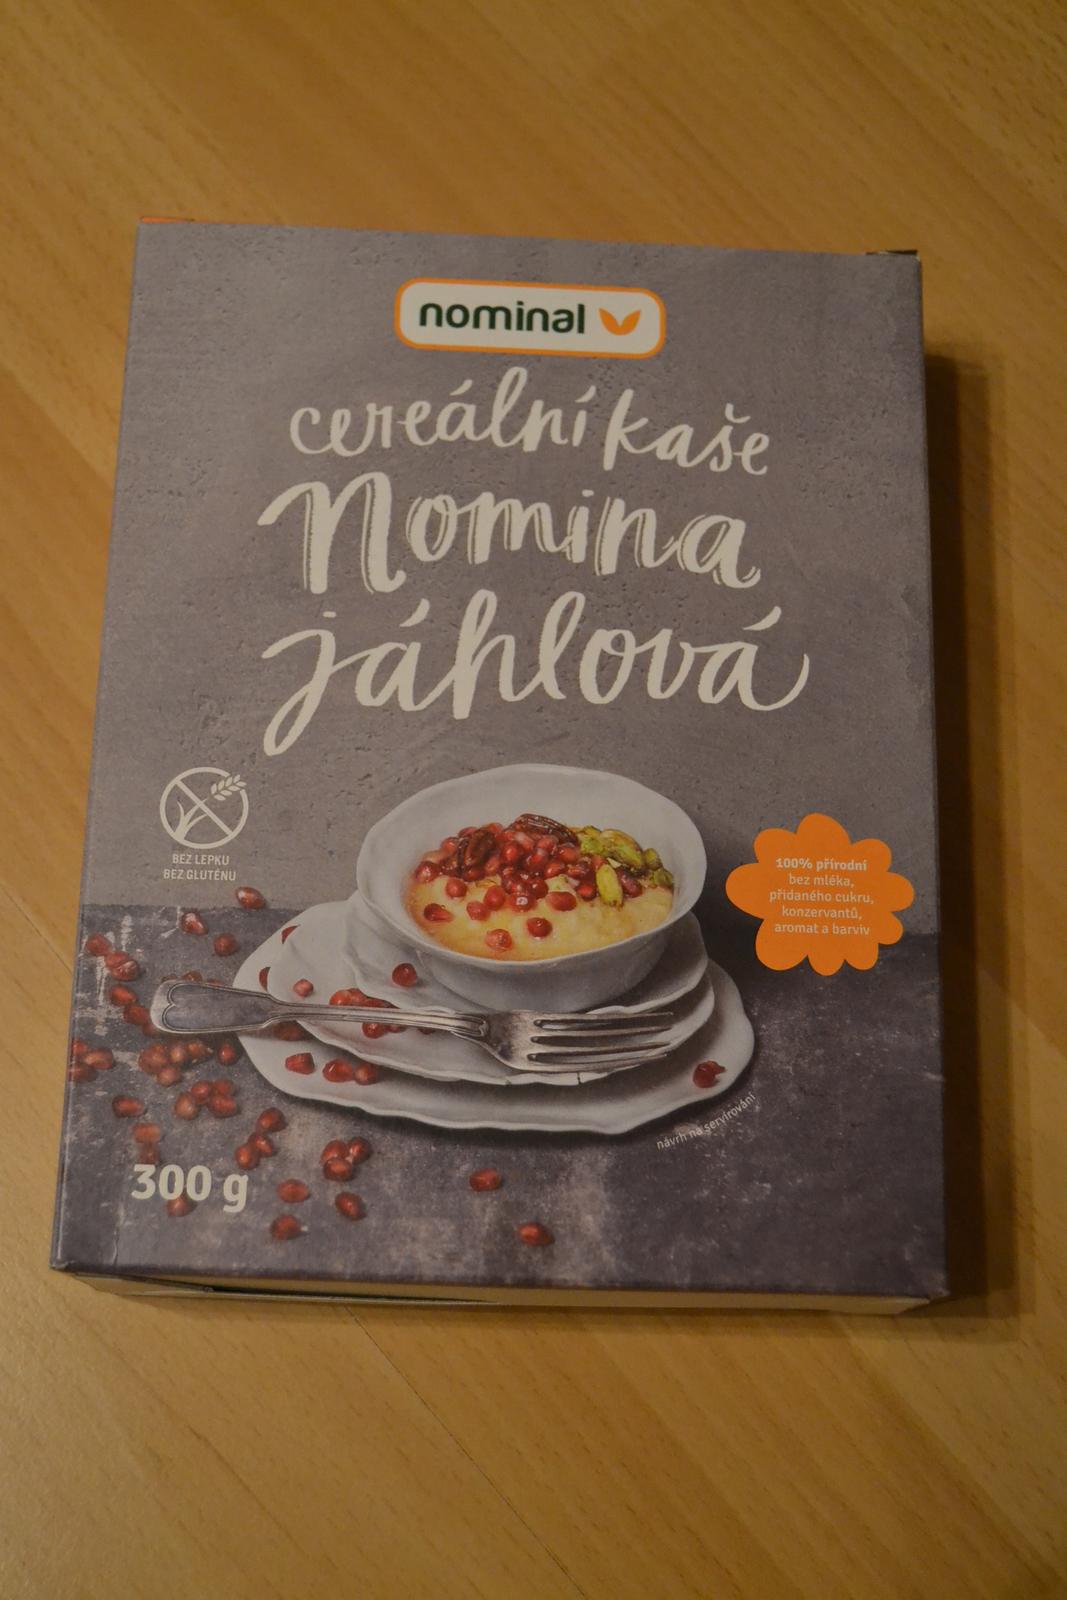 nominal
cereální kaše
Nomina
jáhlová
BEZ LEPKU
BEZ GLUTÉNU
100% přírodní
bez mléka,
přidaného cukru,
konzervantů,
aromat a barviv
návrh na servírování
300 g